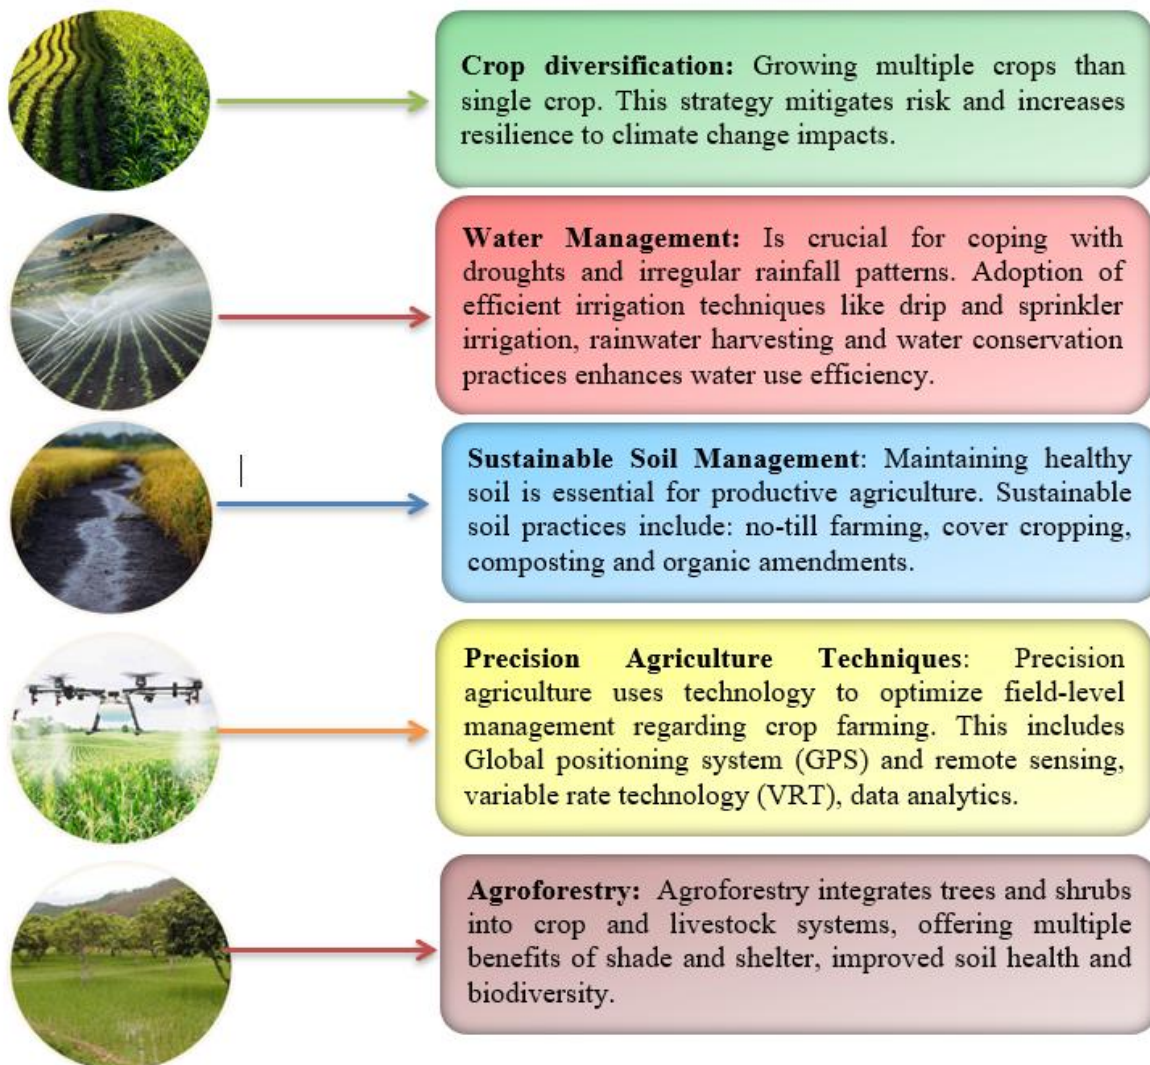 Crop diversification: Growing multiple crops than
single crop. This strategy mitigates risk and increases
resilience to climate change impacts.
Water Management: Is crucial for coping with
droughts and irregular rainfall patterns. Adoption of
efficient irrigation techniques like drip and sprinkler
irrigation, rainwater harvesting and water conservation
practices enhances water use efficiency.
Sustainable Soil Management: Maintaining healthy
soil is essential for productive agriculture. Sustainable
soil practices include: no-till farming, cover cropping,
composting and organic amendments.
Precision Agriculture Techniques: Precision
agriculture uses technology to optimize field-level
management regarding crop farming. This includes
Global positioning system (GPS) and remote sensing,
variable rate technology (VRT), data analytics.
Agroforestry: Agroforestry integrates trees and shrubs
into crop and livestock systems, offering multiple
benefits of shade and shelter, improved soil health and
biodiversity.